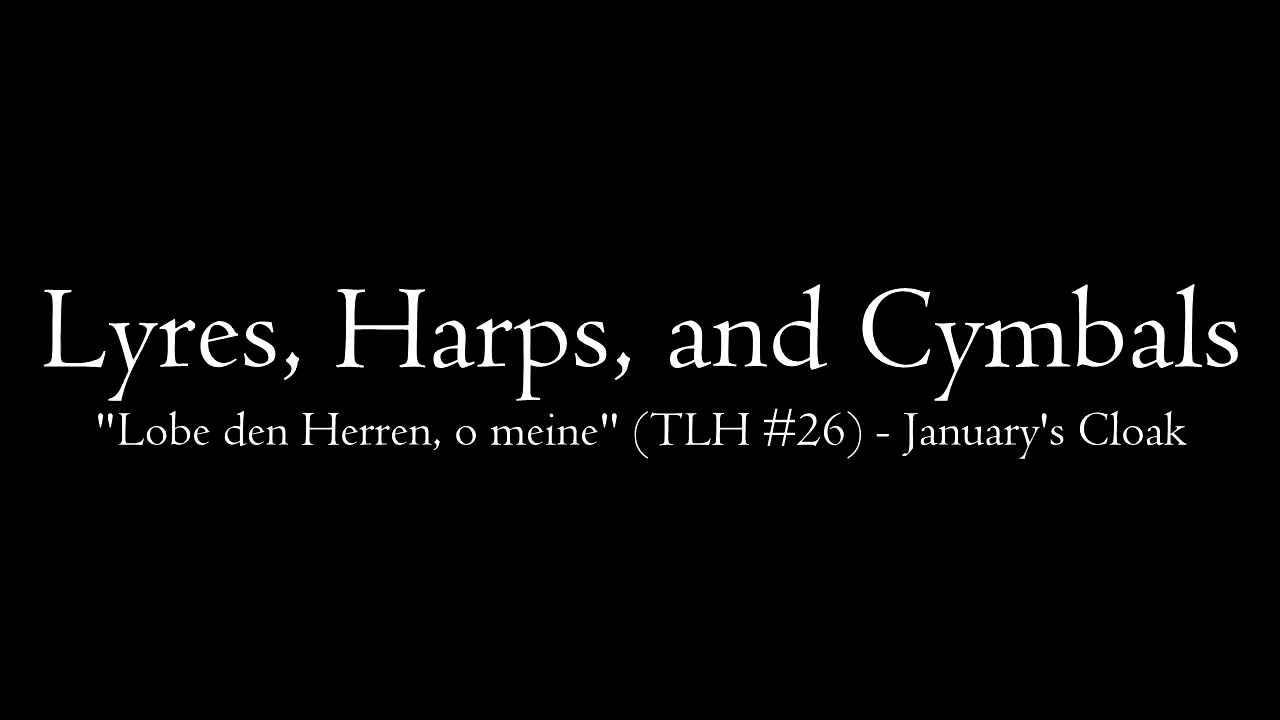 Lyres, Harps, and Cymbals
"Lobe den Herren, o meine" (TLH #26) - January's Cloak